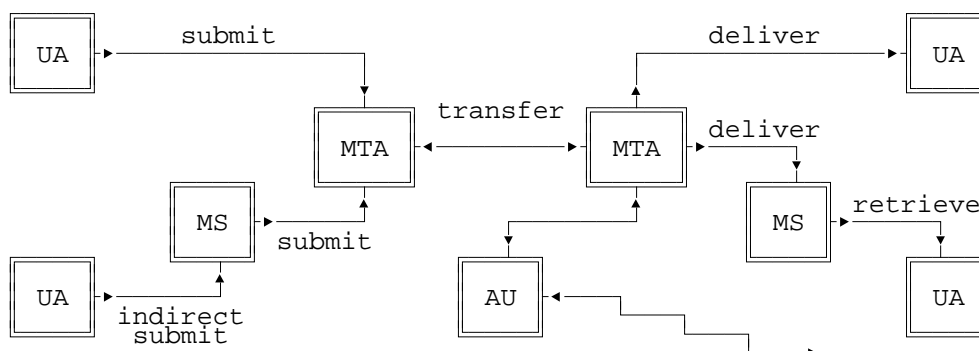 submit
deliver
UA
UA
transfer
deliver
MTA
MTA
MS
submit
MS
retrieve
UA
indirect
submit
AU
UA